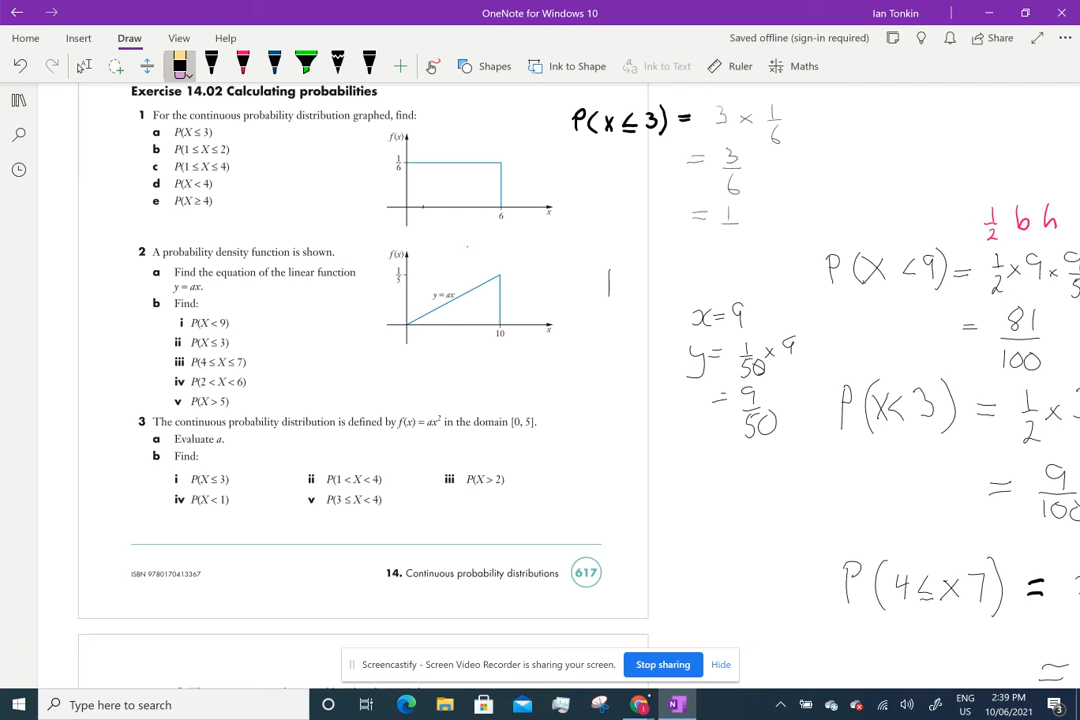 OneNote for Windows 10
Ian Tonkin
Home Insert Draw View Help
Saved offline (sign-in required)
Share
Shapes Ink to Shape Ink to Text Ruler Maths
Exercise 14.02 Calculating probabilities
1 For the continuous probability distribution graphed, find:
a P(X ≤ 3)
b P(1 ≤ X ≤ 2)
c P(1 ≤ X ≤ 4)
d P(X < 4)
e P(X ≥ 4)
f(x)
1/6
6
x
2 A probability density function is shown.
a Find the equation of the linear function
y = ax.
b Find:
i P(X < 9)
ii P(X ≤ 3)
iii P(4 ≤ X ≤ 7)
iv P(2 < X < 6)
v P(X > 5)
f(x)
1/5
y = ax
10
x
3 The continuous probability distribution is defined by f(x) = ax² in the domain [0, 5].
a Evaluate a.
b Find:
i P(X ≤ 3) ii P(1 < X < 4) iii P(X > 2)
iv P(X < 1) v P(3 ≤ X < 4)
ISBN 9780170413367
14. Continuous probability distributions 617
P(x ≤ 3) = 3 × 1/6
= 3/6
= 1
x = 9
y = 1/50 × 9
= 9/50
1/2 b h
P(X < 9) = 1/2 × 9 × 9/5
= 81/100
P(X < 3) = 1/2 × 3
= 9/100
P(4 ≤ x 7) =
=
Screencastify - Screen Video Recorder is sharing your screen.
Stop sharing
Hide
Type here to search
ENG
US
2:39 PM
10/06/2021
3